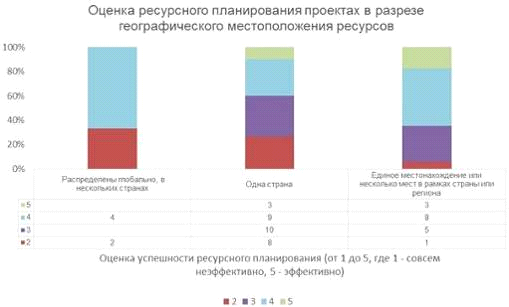 Оценка ресурсного планирования проектах в разрезе
географического местоположения ресурсов
100%
80%
60%
40%
20%
0%
Распределены глобально, в
нескольких странах
Одна страна
Единое местонахождение или
несколько мест в рамках страны или
региона
5 3 3
4 4 9 8
3 10 5
2 2 8 1
Оценка успешности ресурсного планирования (от 1 до 5, где 1 - совсем
неэффективно, 5 - эффективно)
2 3 4 5